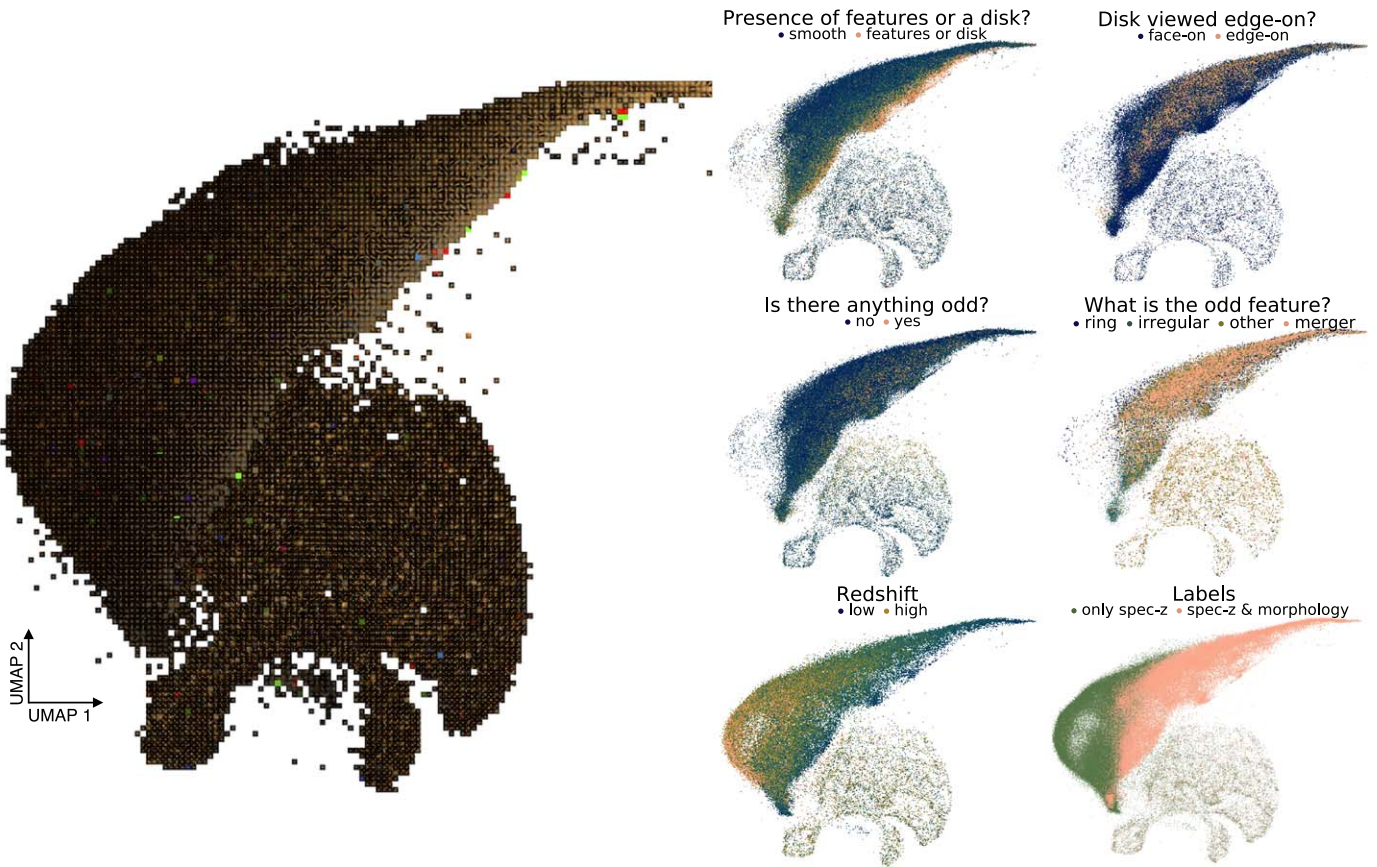 Presence of features or a disk?
• smooth • features or disk
Disk viewed edge-on?
• face-on • edge-on
Is there anything odd?
• no • yes
What is the odd feature?
• ring • irregular • other • merger
UMAP 2
UMAP 1
Redshift
• low • high
Labels
• only spec-z • spec-z & morphology